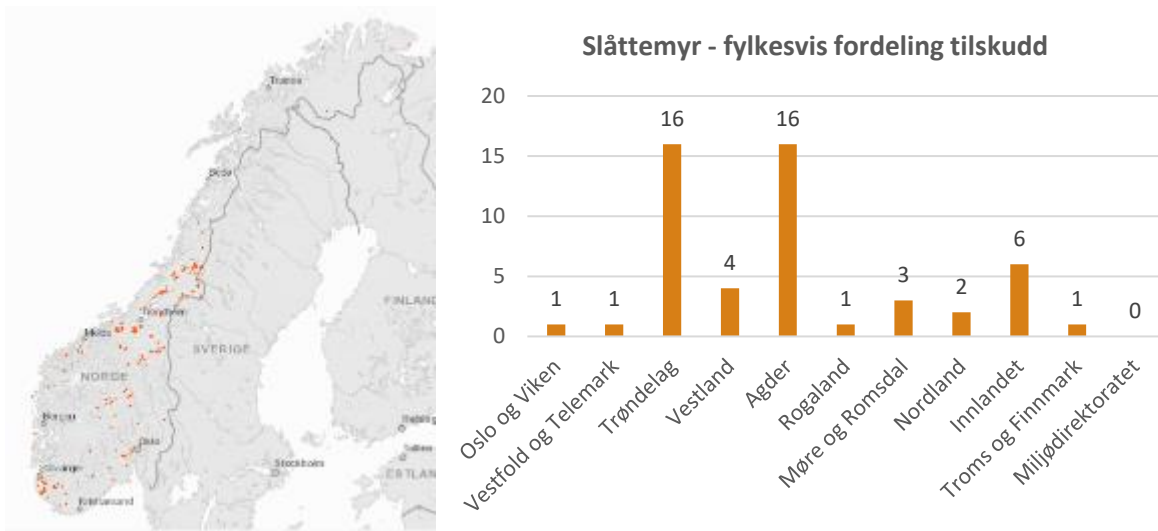 Tromsø
Bodø
Trondheim
Molde
FINLAND
SVERIGE
NORGE
Bergen
Oslo
Stavanger
Stockholm
Kristiansand
Helsinki
Tallinn
ESTLAND
Slåttemyr - fylkesvis fordeling tilskudd
20
15
10
5
0
1
1
16
4
16
1
3
2
6
1
0
Oslo og Viken
Vestfold og Telemark
Trøndelag
Vestland
Agder
Rogaland
Møre og Romsdal
Nordland
Innlandet
Troms og Finnmark
Miljødirektoratet